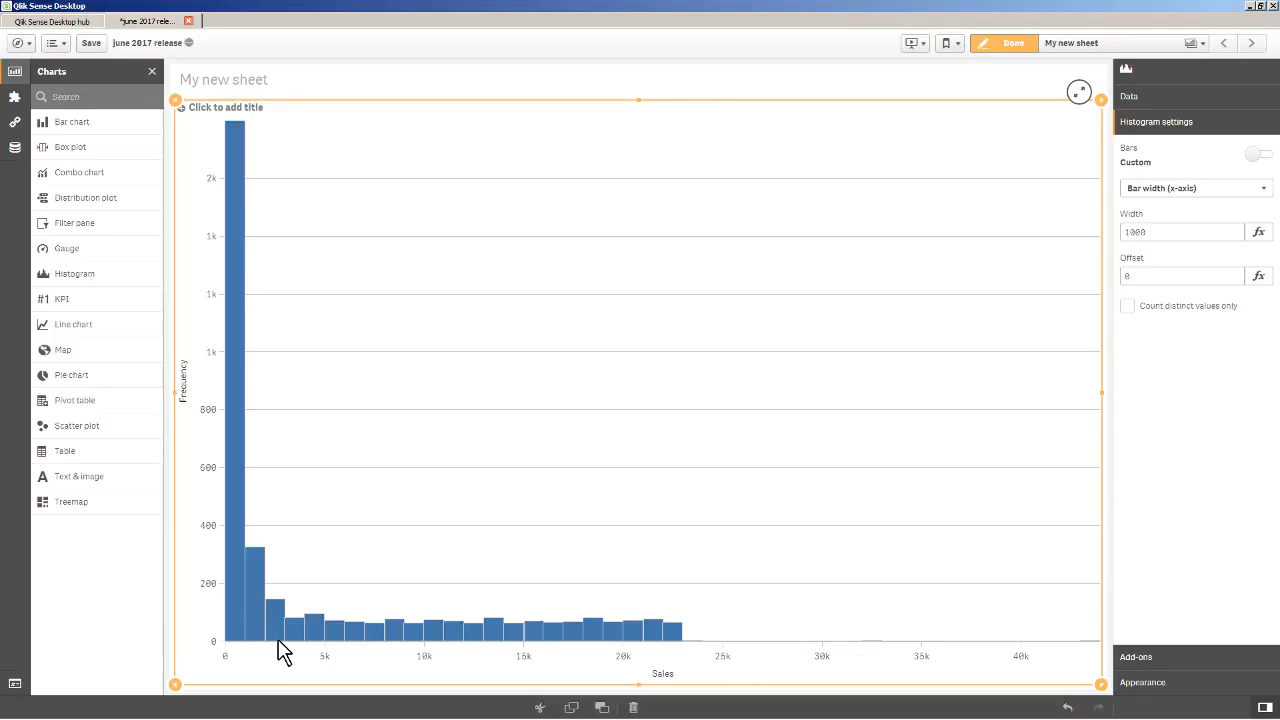 Qlik Sense Desktop
Qlik Sense Desktop hub
*june 2017 rele...
Save
june 2017 release
Done
My new sheet
Charts
Search
Bar chart
Box plot
Combo chart
Distribution plot
Filter pane
Gauge
Histogram
#1 KPI
Line chart
Map
Pie chart
Pivot table
Scatter plot
Table
A Text & image
Treemap
My new sheet
Click to add title
2k
1k
1k
1k
800
600
400
200
0
Frequency
0
5k
10k
15k
20k
25k
30k
35k
40k
Sales
Data
Histogram settings
Bars
Custom
Bar width (x-axis)
Width
1000
fx
Offset
0
fx
Count distinct values only
Add-ons
Appearance